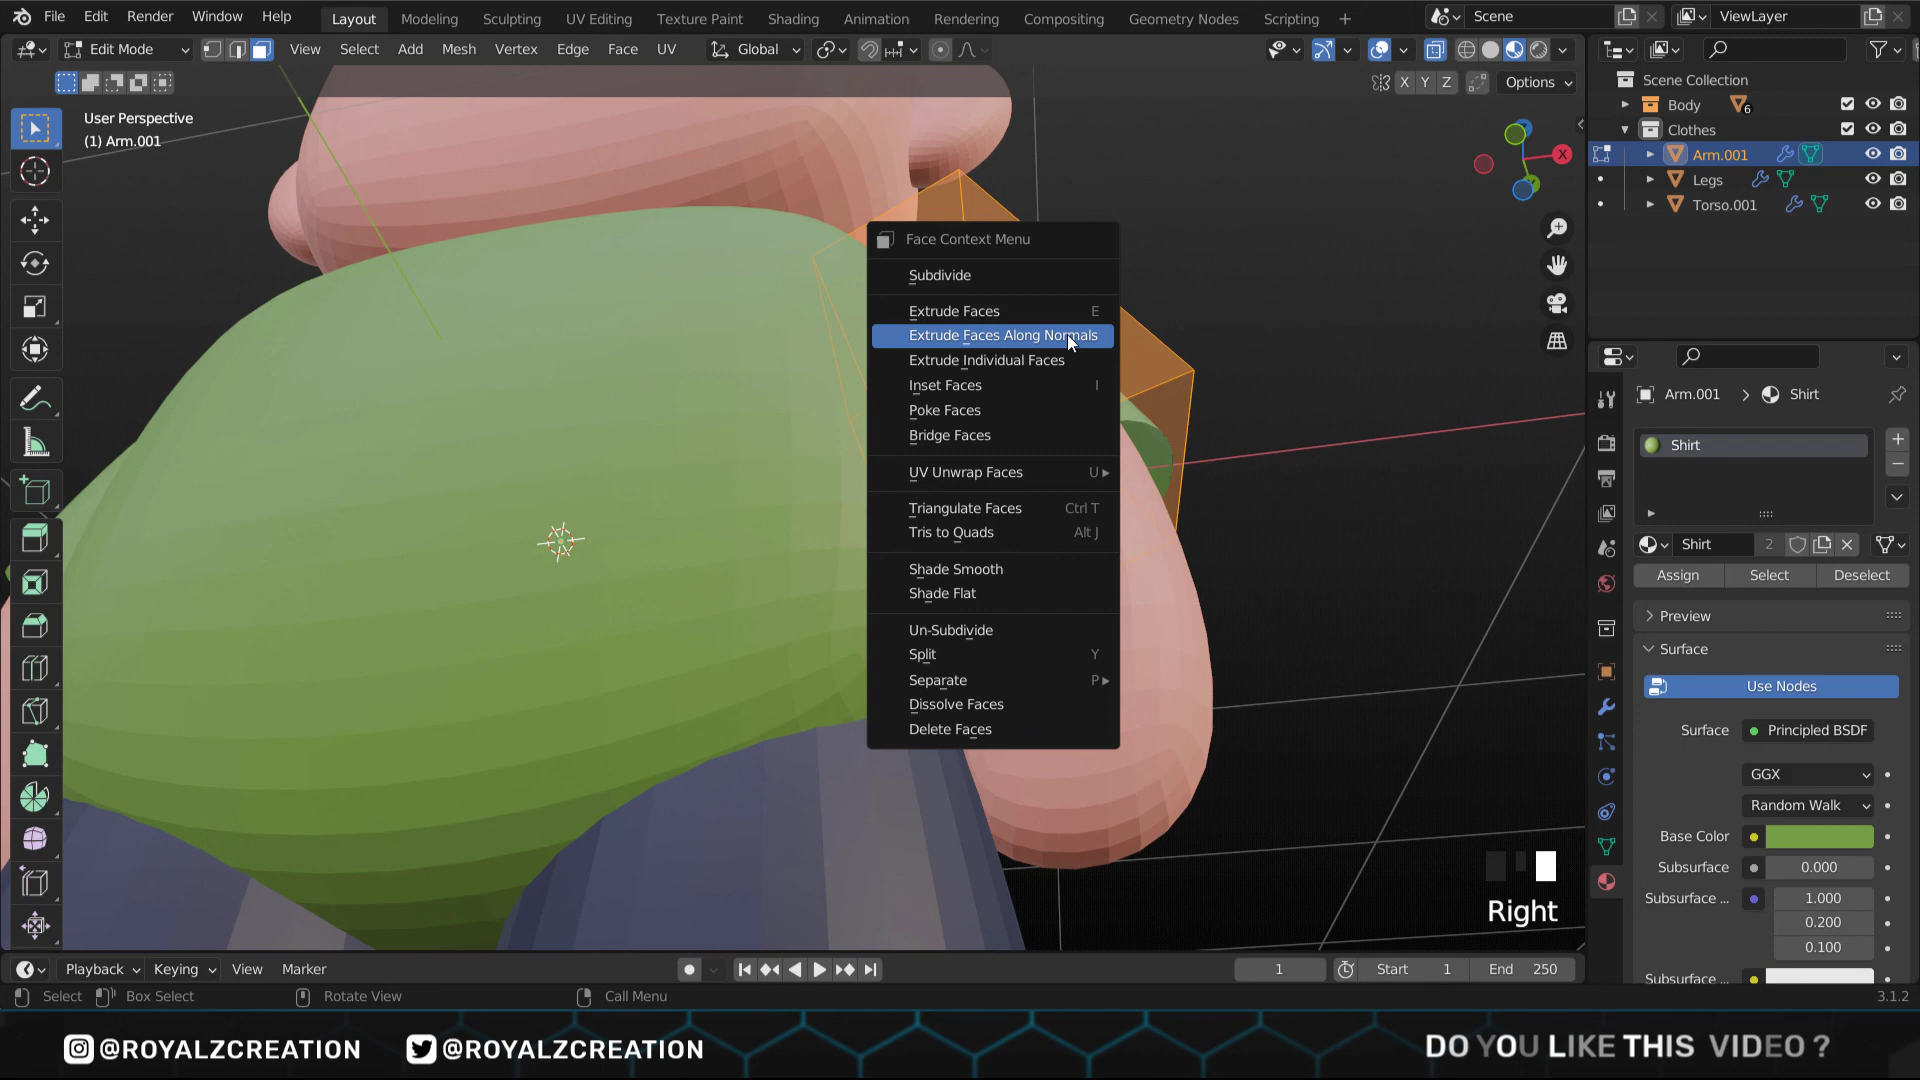 File Edit Render Window Help Layout Modeling Sculpting UV Editing Texture Paint Shading Animation Rendering Compositing Geometry Nodes Scripting + Scene ViewLayer
Edit Mode View Select Add Mesh Vertex Edge Face UV Global
X Y Z Options
User Perspective
(1) Arm.001
Scene Collection
Body 6
Clothes
Arm.001
Legs
Torso.001
X
Face Context Menu
Subdivide
Extrude Faces E
Extrude Faces Along Normals
Extrude Individual Faces
Inset Faces I
Poke Faces
Bridge Faces
UV Unwrap Faces U
Triangulate Faces Ctrl T
Tris to Quads Alt J
Shade Smooth
Shade Flat
Un-Subdivide
Split Y
Separate P
Dissolve Faces
Delete Faces
Arm.001 > Shirt
Shirt
Shirt 2
Assign Select Deselect
Preview
Surface
Use Nodes
Surface Principled BSDF
GGX
Random Walk
Base Color
Subsurface 0.000
Subsurface ... 1.000
0.200
0.100
Subsurface ...
Right
Playback Keying View Marker 1 Start 1 End 250
Select Box Select Rotate View Call Menu 3.1.2
@ROYALZCREATION @ROYALZCREATION DO YOU LIKE THIS VIDEO ?